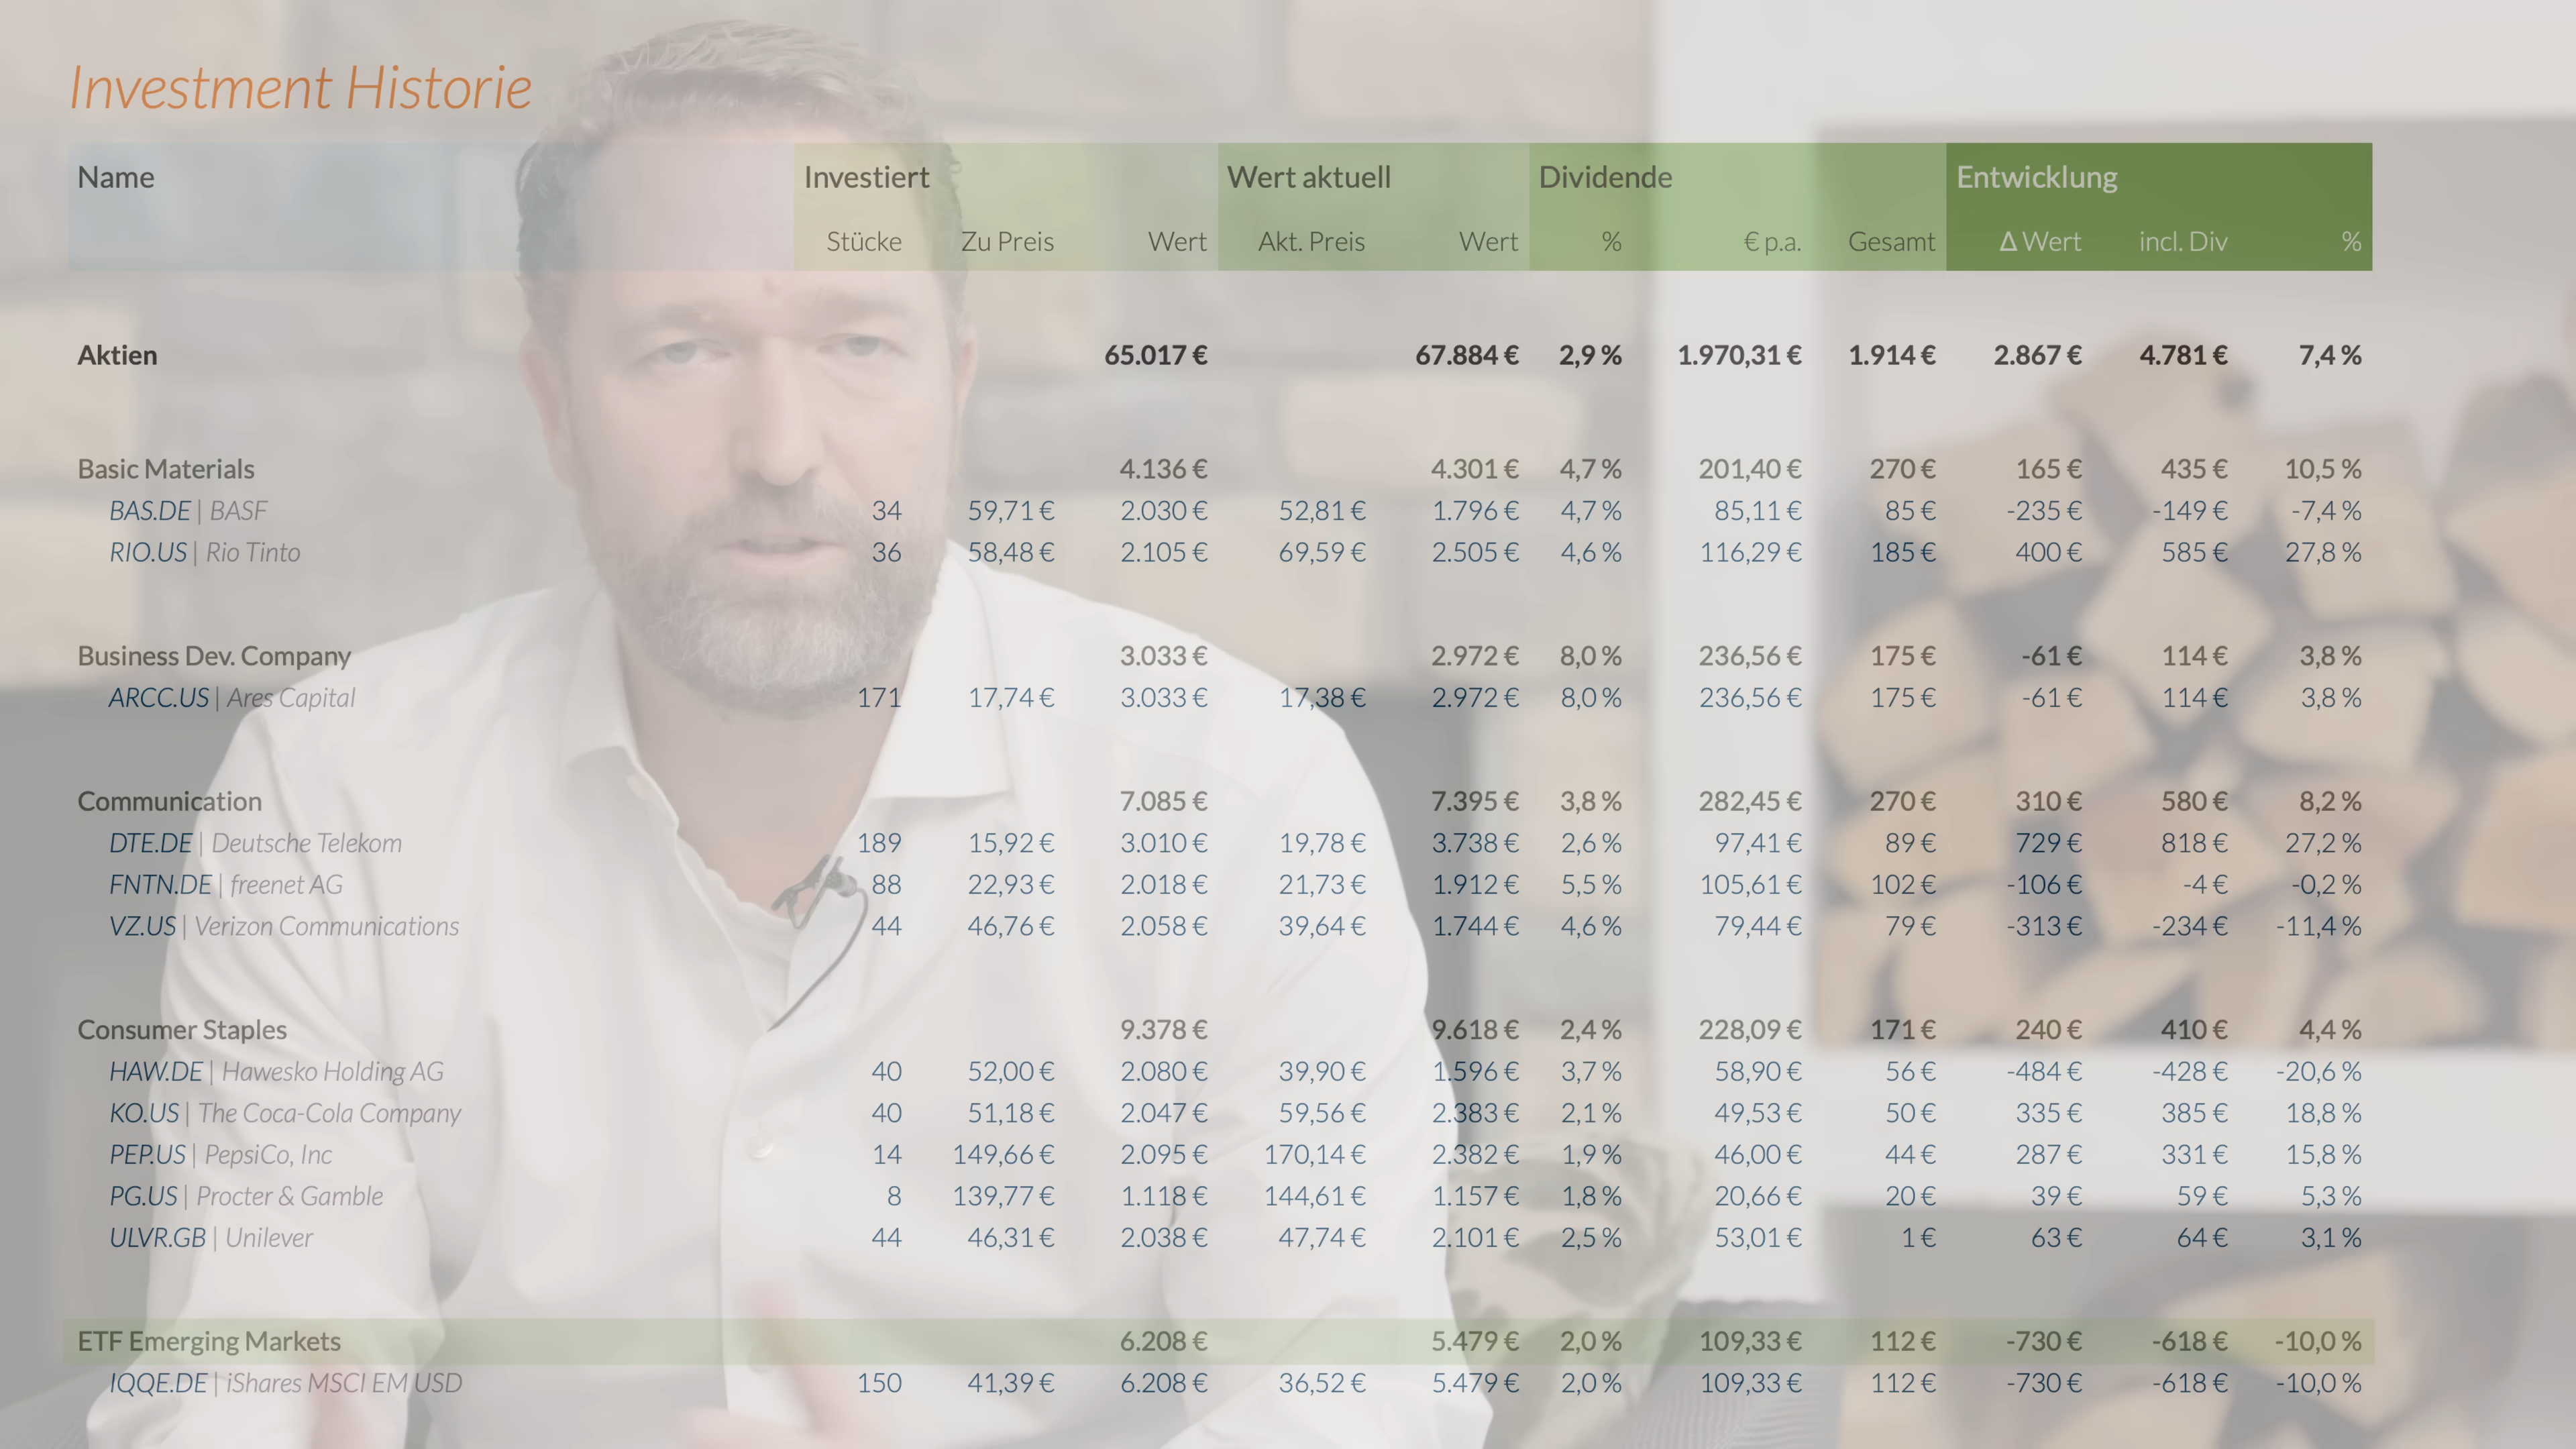 Investment Historie
Name Investiert Wert aktuell Dividende Entwicklung
Stücke Zu Preis Wert Akt. Preis Wert % € p.a. Gesamt Δ Wert incl. Div %
Aktien 65.017 € 67.884 € 2,9 % 1.970,31 € 1.914 € 2.867 € 4.781 € 7,4 %
Basic Materials 4.136 € 4.301 € 4,7 % 201,40 € 270 € 165 € 435 € 10,5 %
BAS.DE | BASF 34 59,71 € 2.030 € 52,81 € 1.796 € 4,7 % 85,11 € 85 € -235 € -149 € -7,4 %
RIO.US | Rio Tinto 36 58,48 € 2.105 € 69,59 € 2.505 € 4,6 % 116,29 € 185 € 400 € 585 € 27,8 %
Business Dev. Company 3.033 € 2.972 € 8,0 % 236,56 € 175 € -61 € 114 € 3,8 %
ARCC.US | Ares Capital 171 17,74 € 3.033 € 17,38 € 2.972 € 8,0 % 236,56 € 175 € -61 € 114 € 3,8 %
Communication 7.085 € 7.395 € 3,8 % 282,45 € 270 € 310 € 580 € 8,2 %
DTE.DE | Deutsche Telekom 189 15,92 € 3.010 € 19,78 € 3.738 € 2,6 % 97,41 € 89 € 729 € 818 € 27,2 %
FNTN.DE | freenet AG 88 22,93 € 2.018 € 21,73 € 1.912 € 5,5 % 105,61 € 102 € -106 € -4 € -0,2 %
VZ.US | Verizon Communications 44 46,76 € 2.058 € 39,64 € 1.744 € 4,6 % 79,44 € 79 € -313 € -234 € -11,4 %
Consumer Staples 9.378 € 9.618 € 2,4 % 228,09 € 171 € 240 € 410 € 4,4 %
HAW.DE | Hawesko Holding AG 40 52,00 € 2.080 € 39,90 € 1.596 € 3,7 % 58,90 € 56 € -484 € -428 € -20,6 %
KO.US | The Coca-Cola Company 40 51,18 € 2.047 € 59,56 € 2.383 € 2,1 % 49,53 € 50 € 335 € 385 € 18,8 %
PEP.US | PepsiCo, Inc 14 149,66 € 2.095 € 170,14 € 2.382 € 1,9 % 46,00 € 44 € 287 € 331 € 15,8 %
PG.US | Procter & Gamble 8 139,77 € 1.118 € 144,61 € 1.157 € 1,8 % 20,66 € 20 € 39 € 59 € 5,3 %
ULVR.GB | Unilever 44 46,31 € 2.038 € 47,74 € 2.101 € 2,5 % 53,01 € 1 € 63 € 64 € 3,1 %
ETF Emerging Markets 6.208 € 5.479 € 2,0 % 109,33 € 112 € -730 € -618 € -10,0 %
IQQE.DE | iShares MSCI EM USD 150 41,39 € 6.208 € 36,52 € 5.479 € 2,0 % 109,33 € 112 € -730 € -618 € -10,0 %